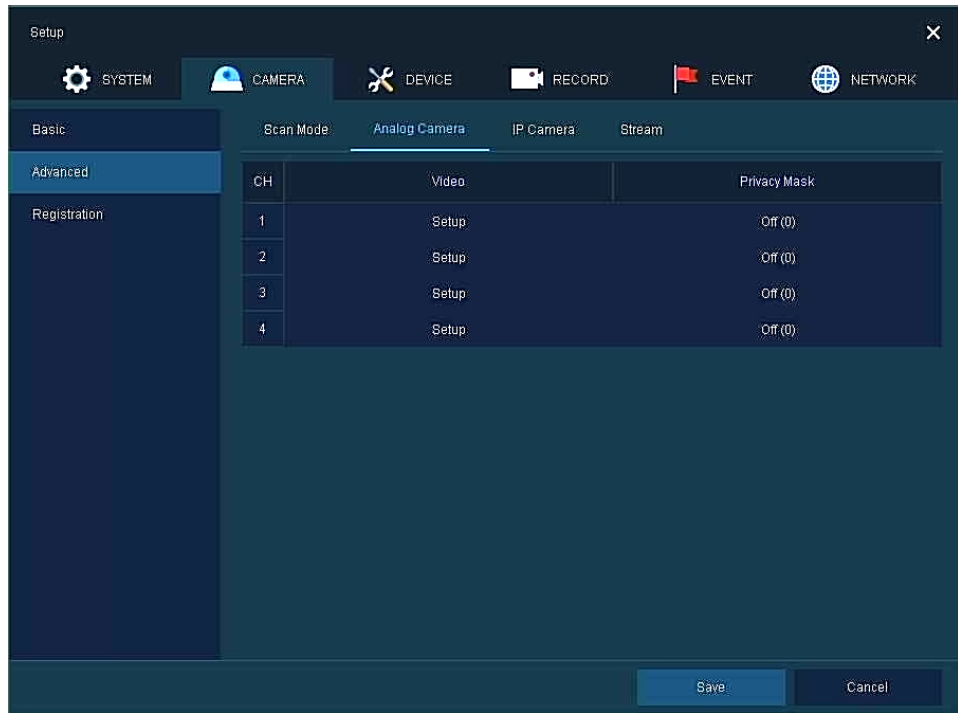 Setup
SYSTEM CAMERA DEVICE RECORD EVENT NETWORK
Basic
Advanced
Registration
Scan Mode Analog Camera IP Camera Stream
CH Video Privacy Mask
1 Setup Off (0)
2 Setup Off (0)
3 Setup Off (0)
4 Setup Off (0)
Save Cancel